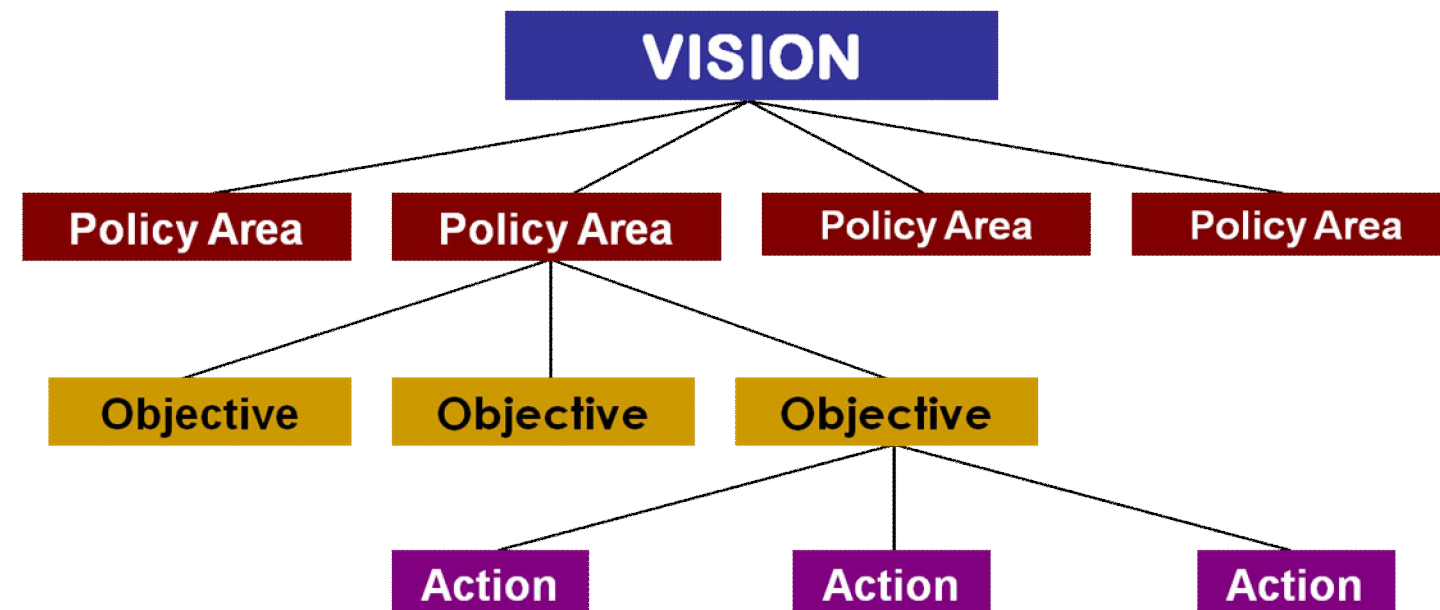 VISION
Policy Area
Policy Area
Policy Area
Policy Area
Objective
Objective
Objective
Action
Action
Action